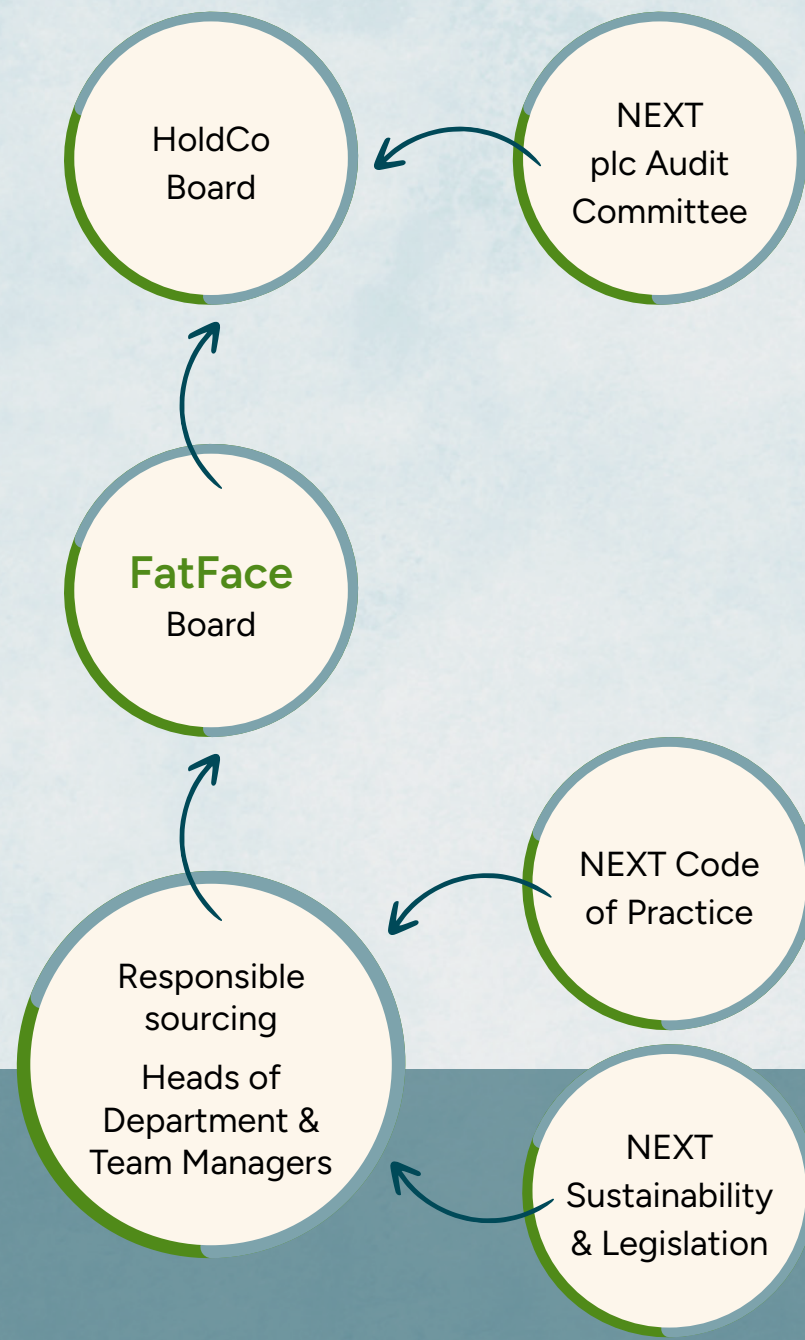 HoldCo
Board
NEXT
plc Audit
Committee
FatFace
Board
NEXT Code
of Practice
Responsible
sourcing
Heads of
Department &
Team Managers
NEXT
Sustainability
& Legislation